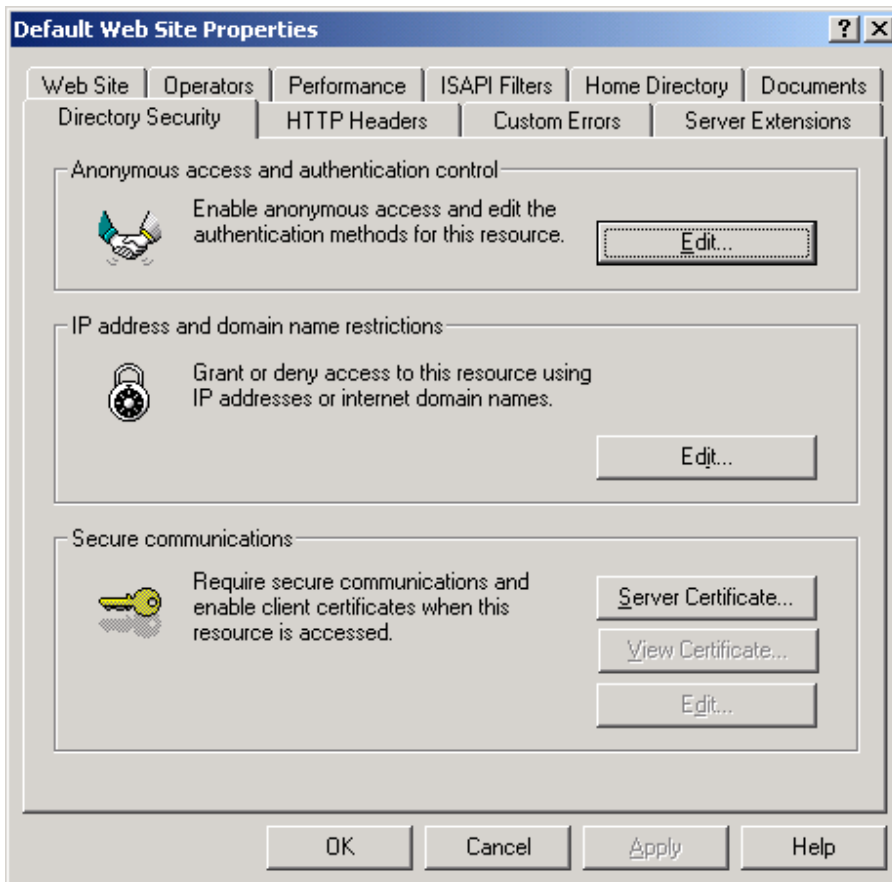 Default Web Site Properties
Web Site Operators Performance ISAPI Filters Home Directory Documents
Directory Security HTTP Headers Custom Errors Server Extensions
Anonymous access and authentication control
Enable anonymous access and edit the
authentication methods for this resource.
Edit...
IP address and domain name restrictions
Grant or deny access to this resource using
IP addresses or internet domain names.
Edit...
Secure communications
Require secure communications and
enable client certificates when this
resource is accessed.
Server Certificate...
View Certificate...
Edit...
OK Cancel Apply Help